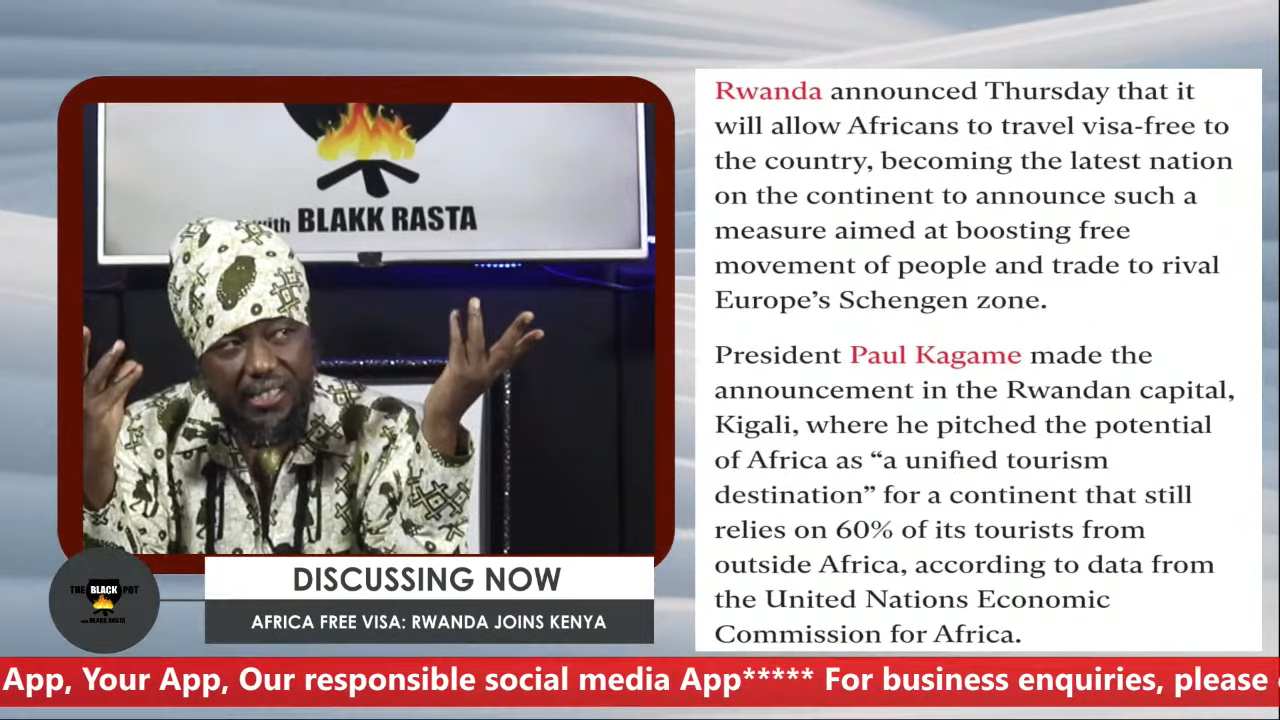 with BLAKK RASTA
Rwanda announced Thursday that it
will allow Africans to travel visa-free to
the country, becoming the latest nation
on the continent to announce such a
measure aimed at boosting free
movement of people and trade to rival
Europe’s Schengen zone.
President Paul Kagame made the
announcement in the Rwandan capital,
Kigali, where he pitched the potential
of Africa as “a unified tourism
destination” for a continent that still
relies on 60% of its tourists from
outside Africa, according to data from
the United Nations Economic
Commission for Africa.
THE BLACK POT
with BLAKK RASTA
DISCUSSING NOW
AFRICA FREE VISA: RWANDA JOINS KENYA
App, Your App, Our responsible social media App***** For business enquiries, please